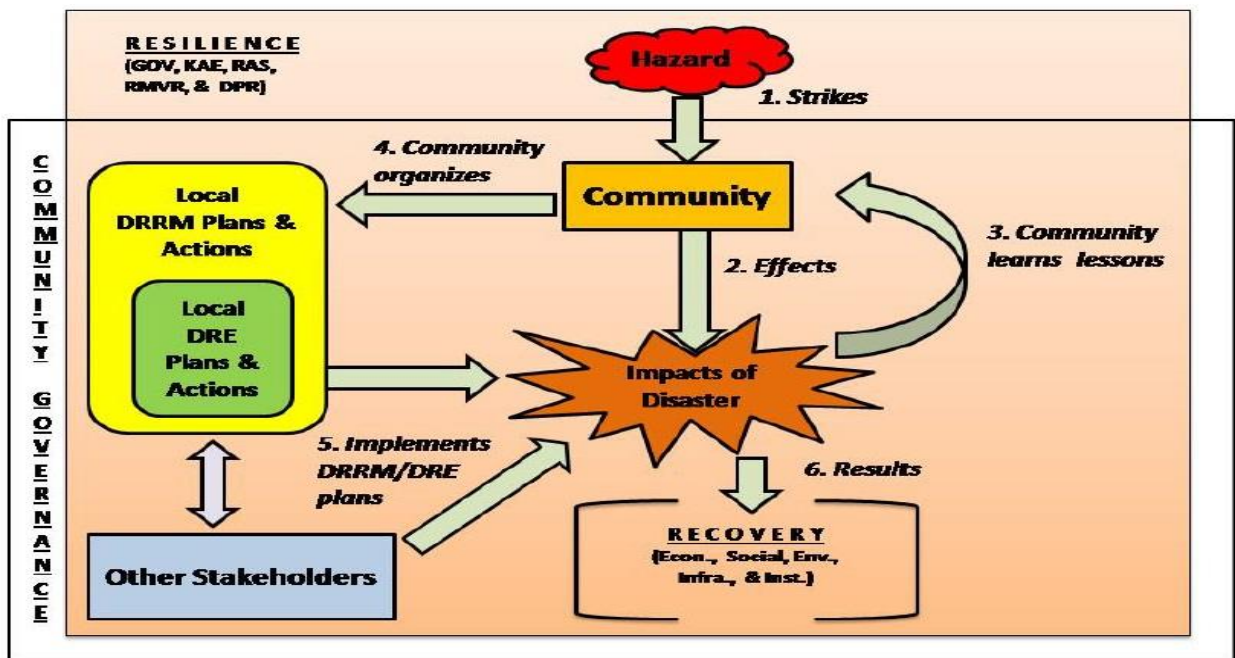 R E S I L I E N C E
(GOV, KAE, RAS,
RMVR, & DPR)
Hazard
1. Strikes
4. Community
organizes
Community
Local
DRRM Plans &
Actions
Local
DRE
Plans &
Actions
2. Effects
3. Community
learns lessons
Impacts of
Disaster
5. Implements
DRRM/DRE
plans
6. Results
Other Stakeholders
R E C O V E R Y
(Econ., Social, Env.,
Infra., & Inst.)
COMMUNITY GOVERNANCE